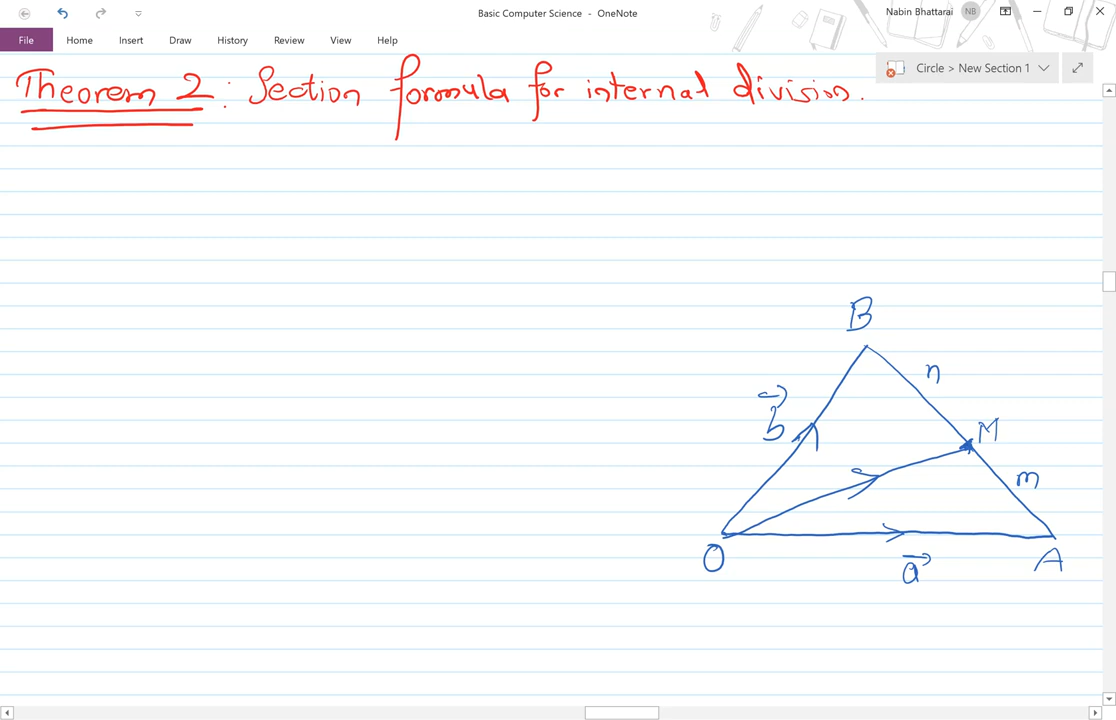 Basic Computer Science - OneNote
Nabin Bhattarai NB
File Home Insert Draw History Review View Help
Circle > New Section 1
Theorem 2 : Section formula for internal division.
B
n
b
M
m
O
a
A